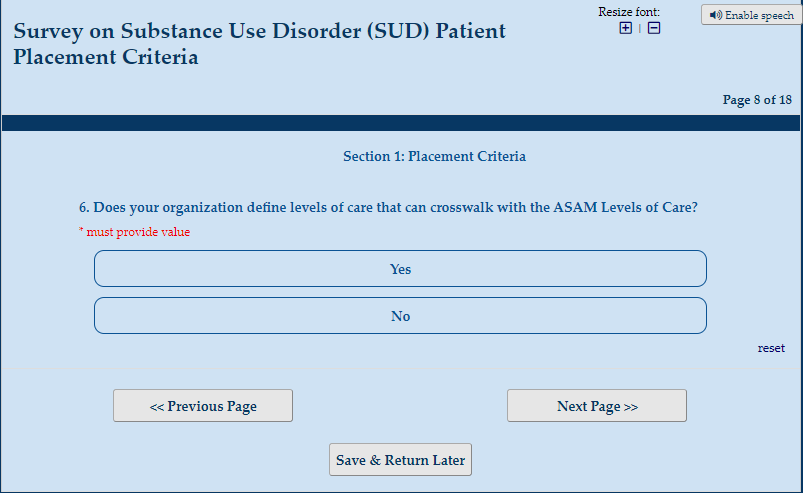 Resize font:
Enable speech
Survey on Substance Use Disorder (SUD) Patient
Placement Criteria
Page 8 of 18
Section 1: Placement Criteria
6. Does your organization define levels of care that can crosswalk with the ASAM Levels of Care?
* must provide value
Yes
No
reset
<< Previous Page
Next Page >>
Save & Return Later